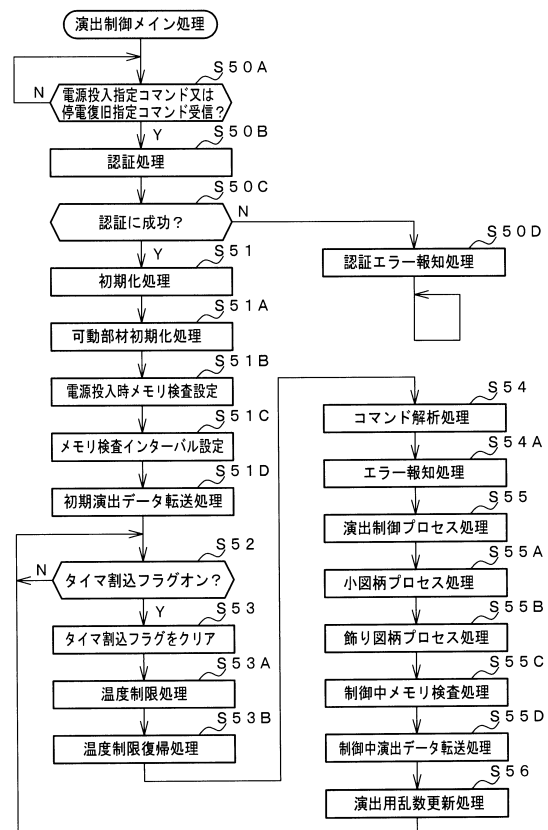 演出制御メイン処理
S50A
N
電源投入指定コマンド又は
停電復旧指定コマンド受信?
Y
S50B
認証処理
S50C
認証に成功?
N
Y
S50D
認証エラー報知処理
S51
初期化処理
S51A
可動部材初期化処理
S51B
電源投入時メモリ検査設定
S51C
メモリ検査インターバル設定
S51D
初期演出データ転送処理
S52
N
タイマ割込フラグオン?
Y
S53
タイマ割込フラグをクリア
S53A
温度制限処理
S53B
温度制限復帰処理
S54
コマンド解析処理
S54A
エラー報知処理
S55
演出制御プロセス処理
S55A
小図柄プロセス処理
S55B
飾り図柄プロセス処理
S55C
制御中メモリ検査処理
S55D
制御中演出データ転送処理
S56
演出用乱数更新処理